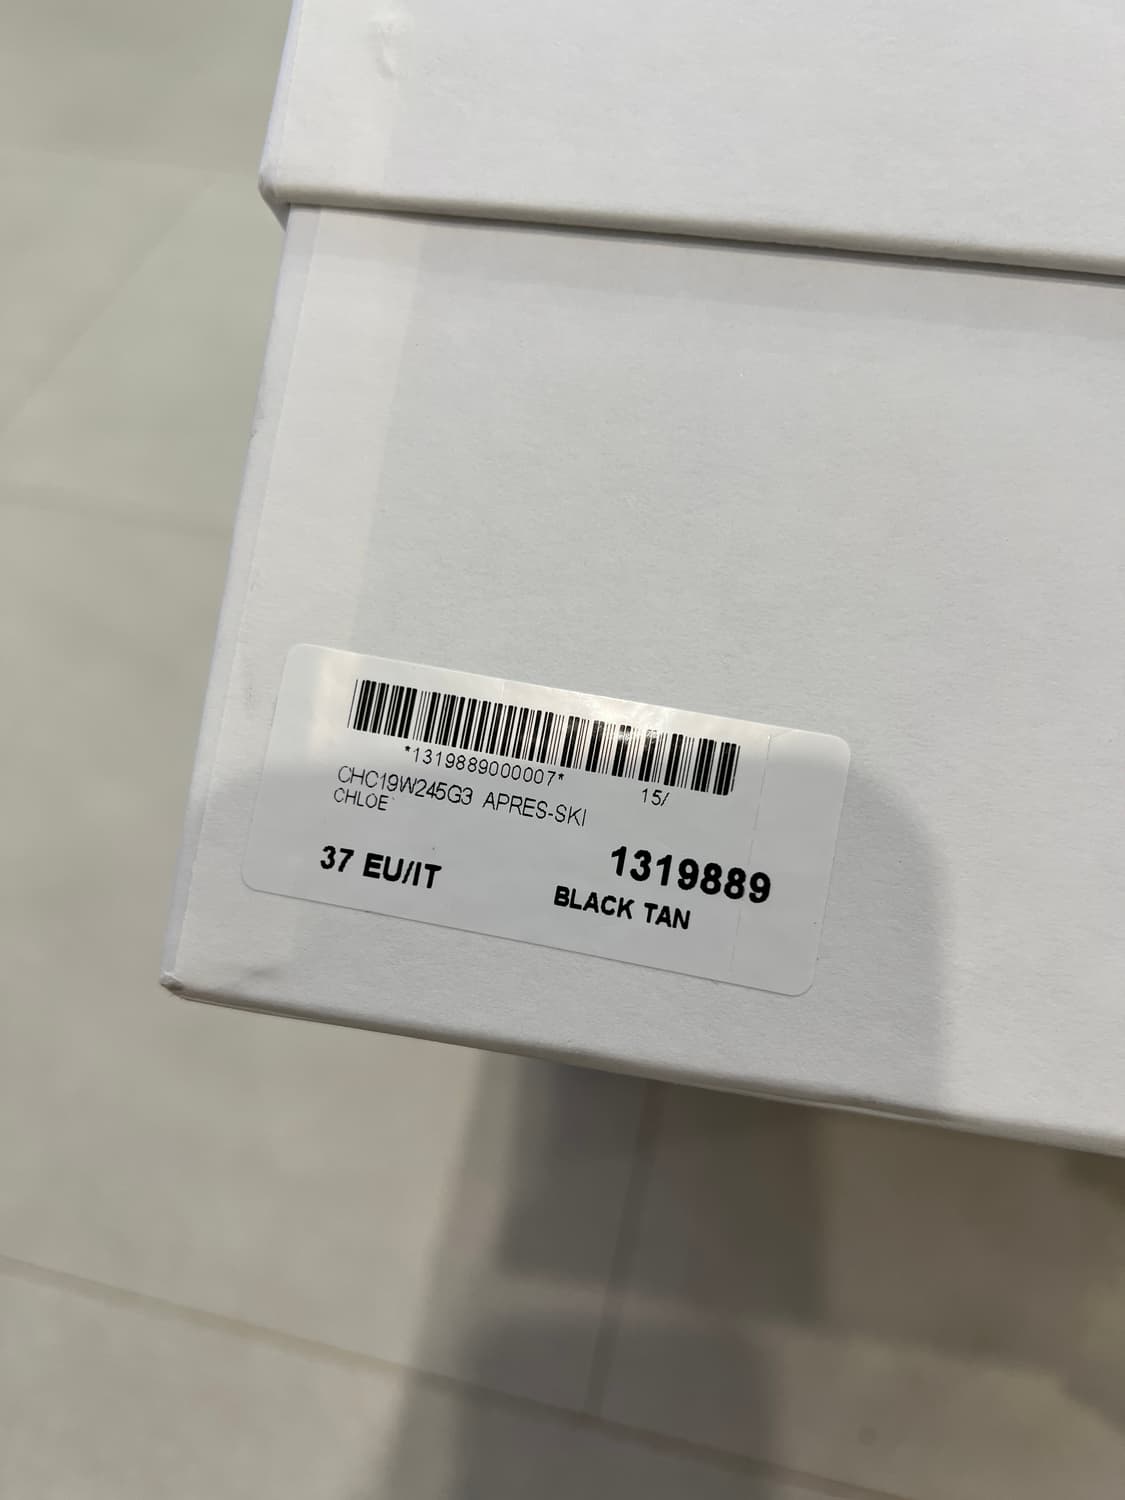 *1319889000007*
15/
CHC19W245G3 APRES-SKI
CHLOE`
37 EU/IT
1319889
BLACK TAN